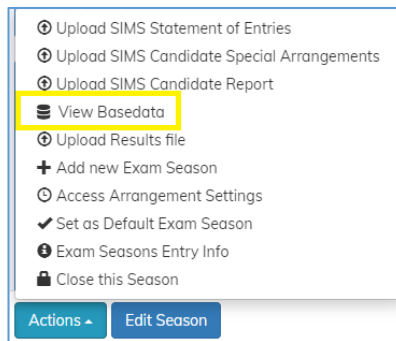 Upload SIMS Statement of Entries
Upload SIMS Candidate Special Arrangements
Upload SIMS Candidate Report
View Basedata
Upload Results file
Add new Exam Season
Access Arrangement Settings
Set as Default Exam Season
Exam Seasons Entry Info
Close this Season
Actions Edit Season